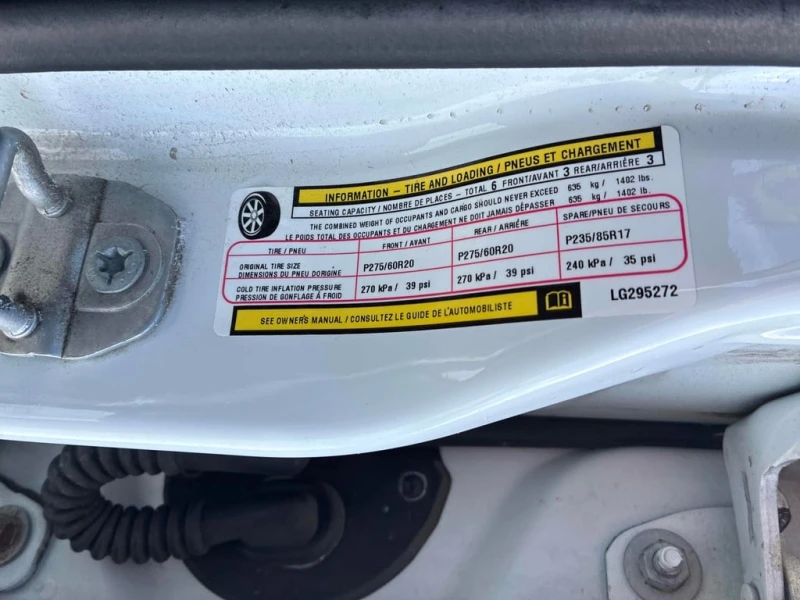 INFORMATION – TIRE AND LOADING / PNEUS ET CHARGEMENT
SEATING CAPACITY / NOMBRE DE PLACES – TOTAL 6 FRONT/AVANT 3 REAR/ARRIÈRE 3
THE COMBINED WEIGHT OF OCCUPANTS AND CARGO SHOULD NEVER EXCEED 635 kg / 1402 lbs.
LE POIDS TOTAL DES OCCUPANTS ET DU CHARGEMENT NE DOIT JAMAIS DÉPASSER 635 kg / 1402 lb.
TIRE / PNEU FRONT / AVANT REAR / ARRIÈRE SPARE/PNEU DE SECOURS
ORIGINAL TIRE SIZE
DIMENSIONS DU PNEU DORIGINE P275/60R20 P275/60R20 P235/85R17
COLD TIRE INFLATION PRESSURE
PRESSION DE GONFLAGE À FROID 270 kPa / 39 psi 270 kPa / 39 psi 240 kPa / 35 psi
SEE OWNER'S MANUAL / CONSULTEZ LE GUIDE DE L'AUTOMOBILISTE
LG295272